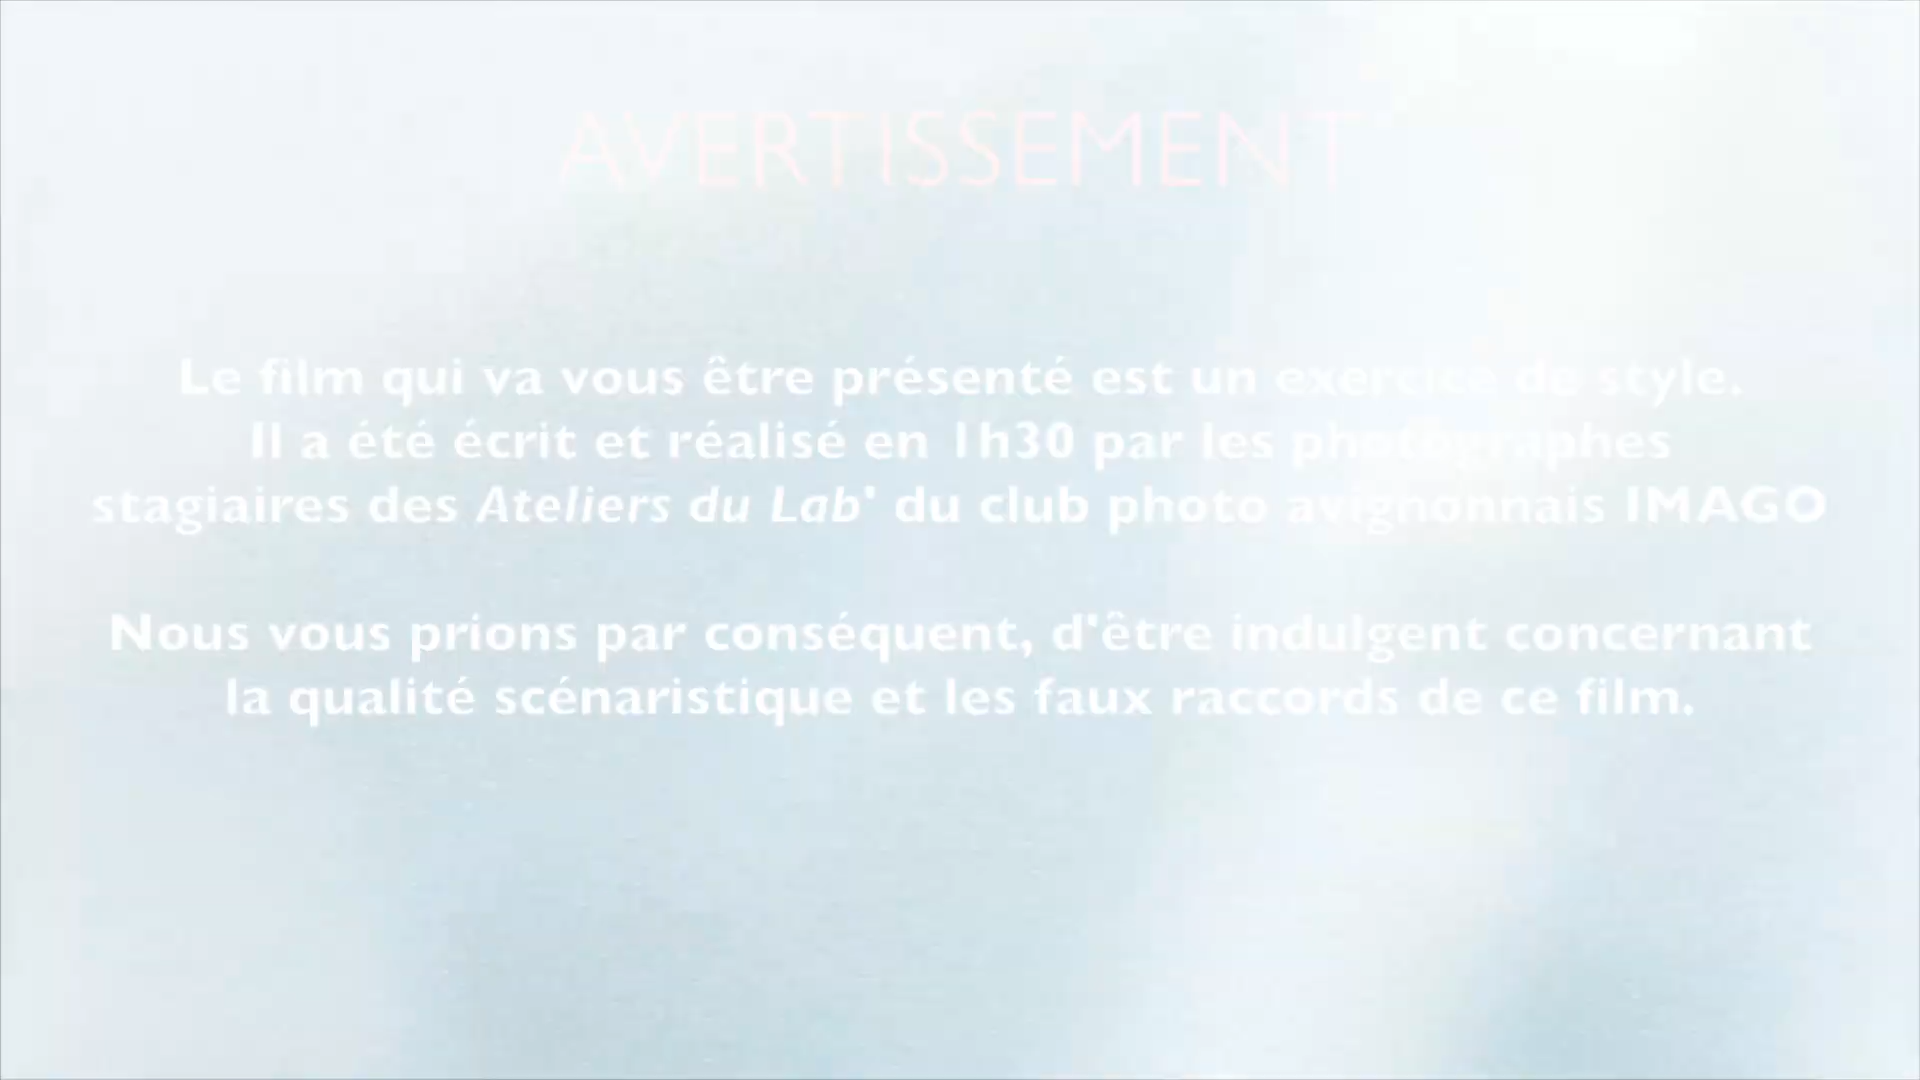 AVERTISSEMENT
Le film qui va vous être présenté est un exercice de style.
Il a été écrit et réalisé en 1h30 par les photographes
stagiaires des Ateliers du Lab' du club photo avignonnais IMAGO
Nous vous prions par conséquent, d'être indulgent concernant
la qualité scénaristique et les faux raccords de ce film.